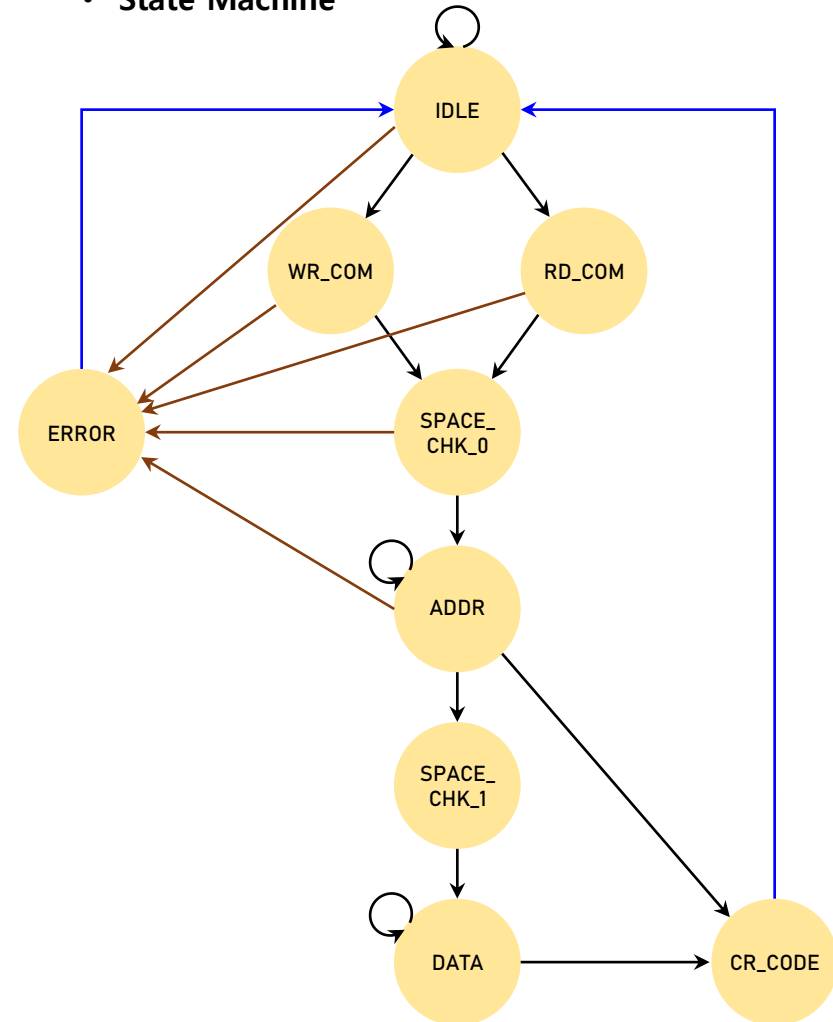 • State Machine
IDLE
WR_COM
RD_COM
ERROR
SPACE_
CHK_0
ADDR
SPACE_
CHK_1
DATA
CR_CODE